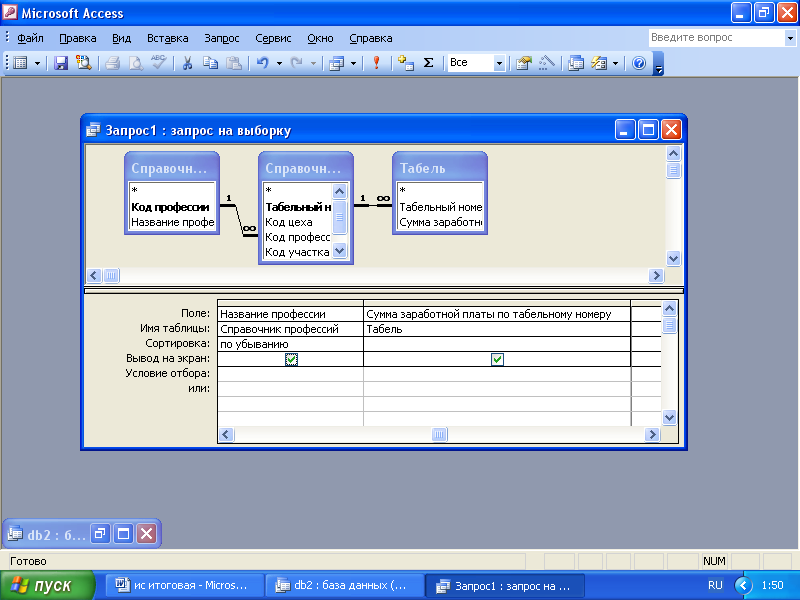 Microsoft Access
Файл Правка Вид Вставка Запрос Сервис Окно Справка
Введите вопрос
Все
Запрос1 : запрос на выборку
Справочн... Справочн... Табель
* * *
Код профессии Табельный н Табельный номе
Название профе Код цеха Сумма заработн
Код професс
Код участка
1 ∞ 1 ∞
Поле: Название профессии Сумма заработной платы по табельному номеру
Имя таблицы: Справочник профессий Табель
Сортировка: по убыванию
Вывод на экран:
Условие отбора:
или:
db2 : б...
Готово NUM
пуск ис итоговая - Micros... db2 : база данных (... Запрос1 : запрос на ... RU 1:50